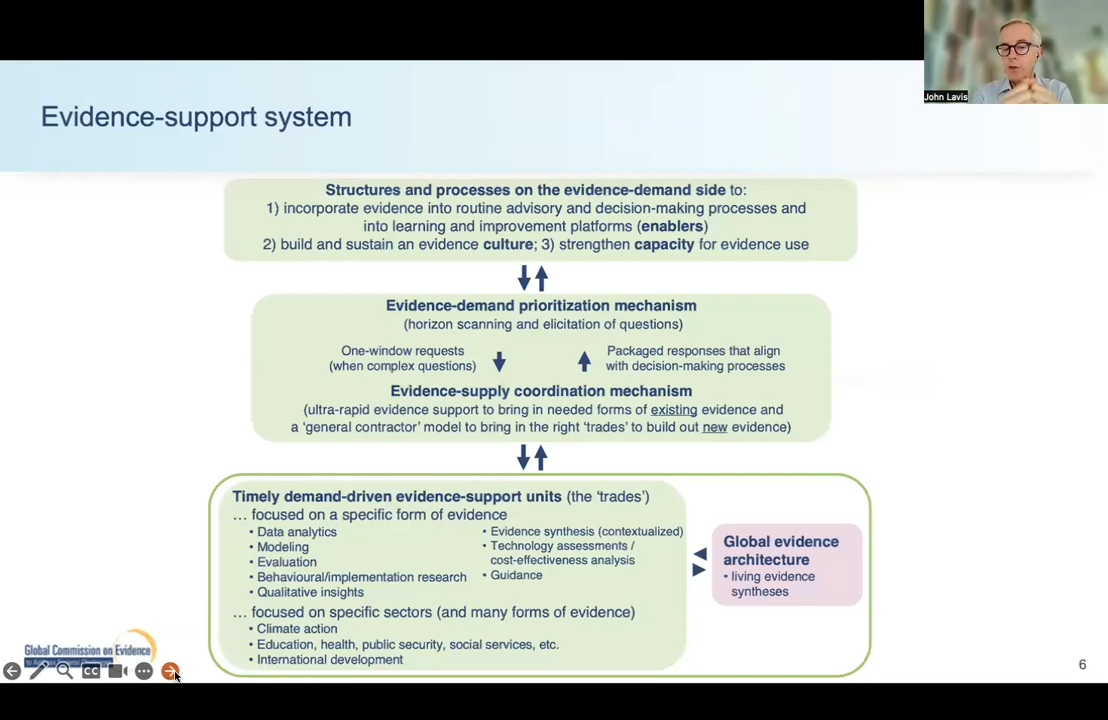 John Lavis
Evidence-support system
Structures and processes on the evidence-demand side to:
1) incorporate evidence into routine advisory and decision-making processes and
into learning and improvement platforms (enablers)
2) build and sustain an evidence culture; 3) strengthen capacity for evidence use
Evidence-demand prioritization mechanism
(horizon scanning and elicitation of questions)
One-window requests
(when complex questions)
Packaged responses that align
with decision-making processes
Evidence-supply coordination mechanism
(ultra-rapid evidence support to bring in needed forms of existing evidence and
a ‘general contractor’ model to bring in the right ‘trades’ to build out new evidence)
Timely demand-driven evidence-support units (the ‘trades’)
… focused on a specific form of evidence
• Data analytics
• Modeling
• Evaluation
• Behavioural/implementation research
• Qualitative insights
• Evidence synthesis (contextualized)
• Technology assessments /
cost-effectiveness analysis
• Guidance
… focused on specific sectors (and many forms of evidence)
• Climate action
• Education, health, public security, social services, etc.
• International development
Global evidence
architecture
• living evidence
syntheses
Global Commission on Evidence
CC
6